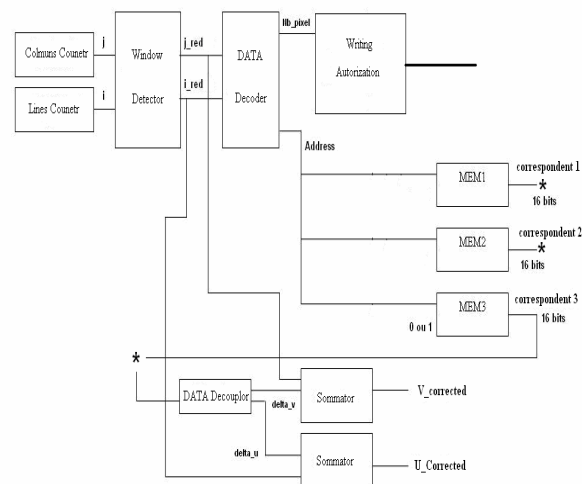 Colmuns Counetr
j
Window
Detector
j_red
DATA
Decoder
lib_pixel
Writing
Autorization
Lines Counetr
i
i_red
Address
MEM1
correspondent 1
*
16 bits
MEM2
correspondent 2
*
16 bits
MEM3
correspondent 3
16 bits
0 ou 1
*
DATA Decouplor
delta_v
Sommator
V_corrected
delta_u
Sommator
U_Corrected